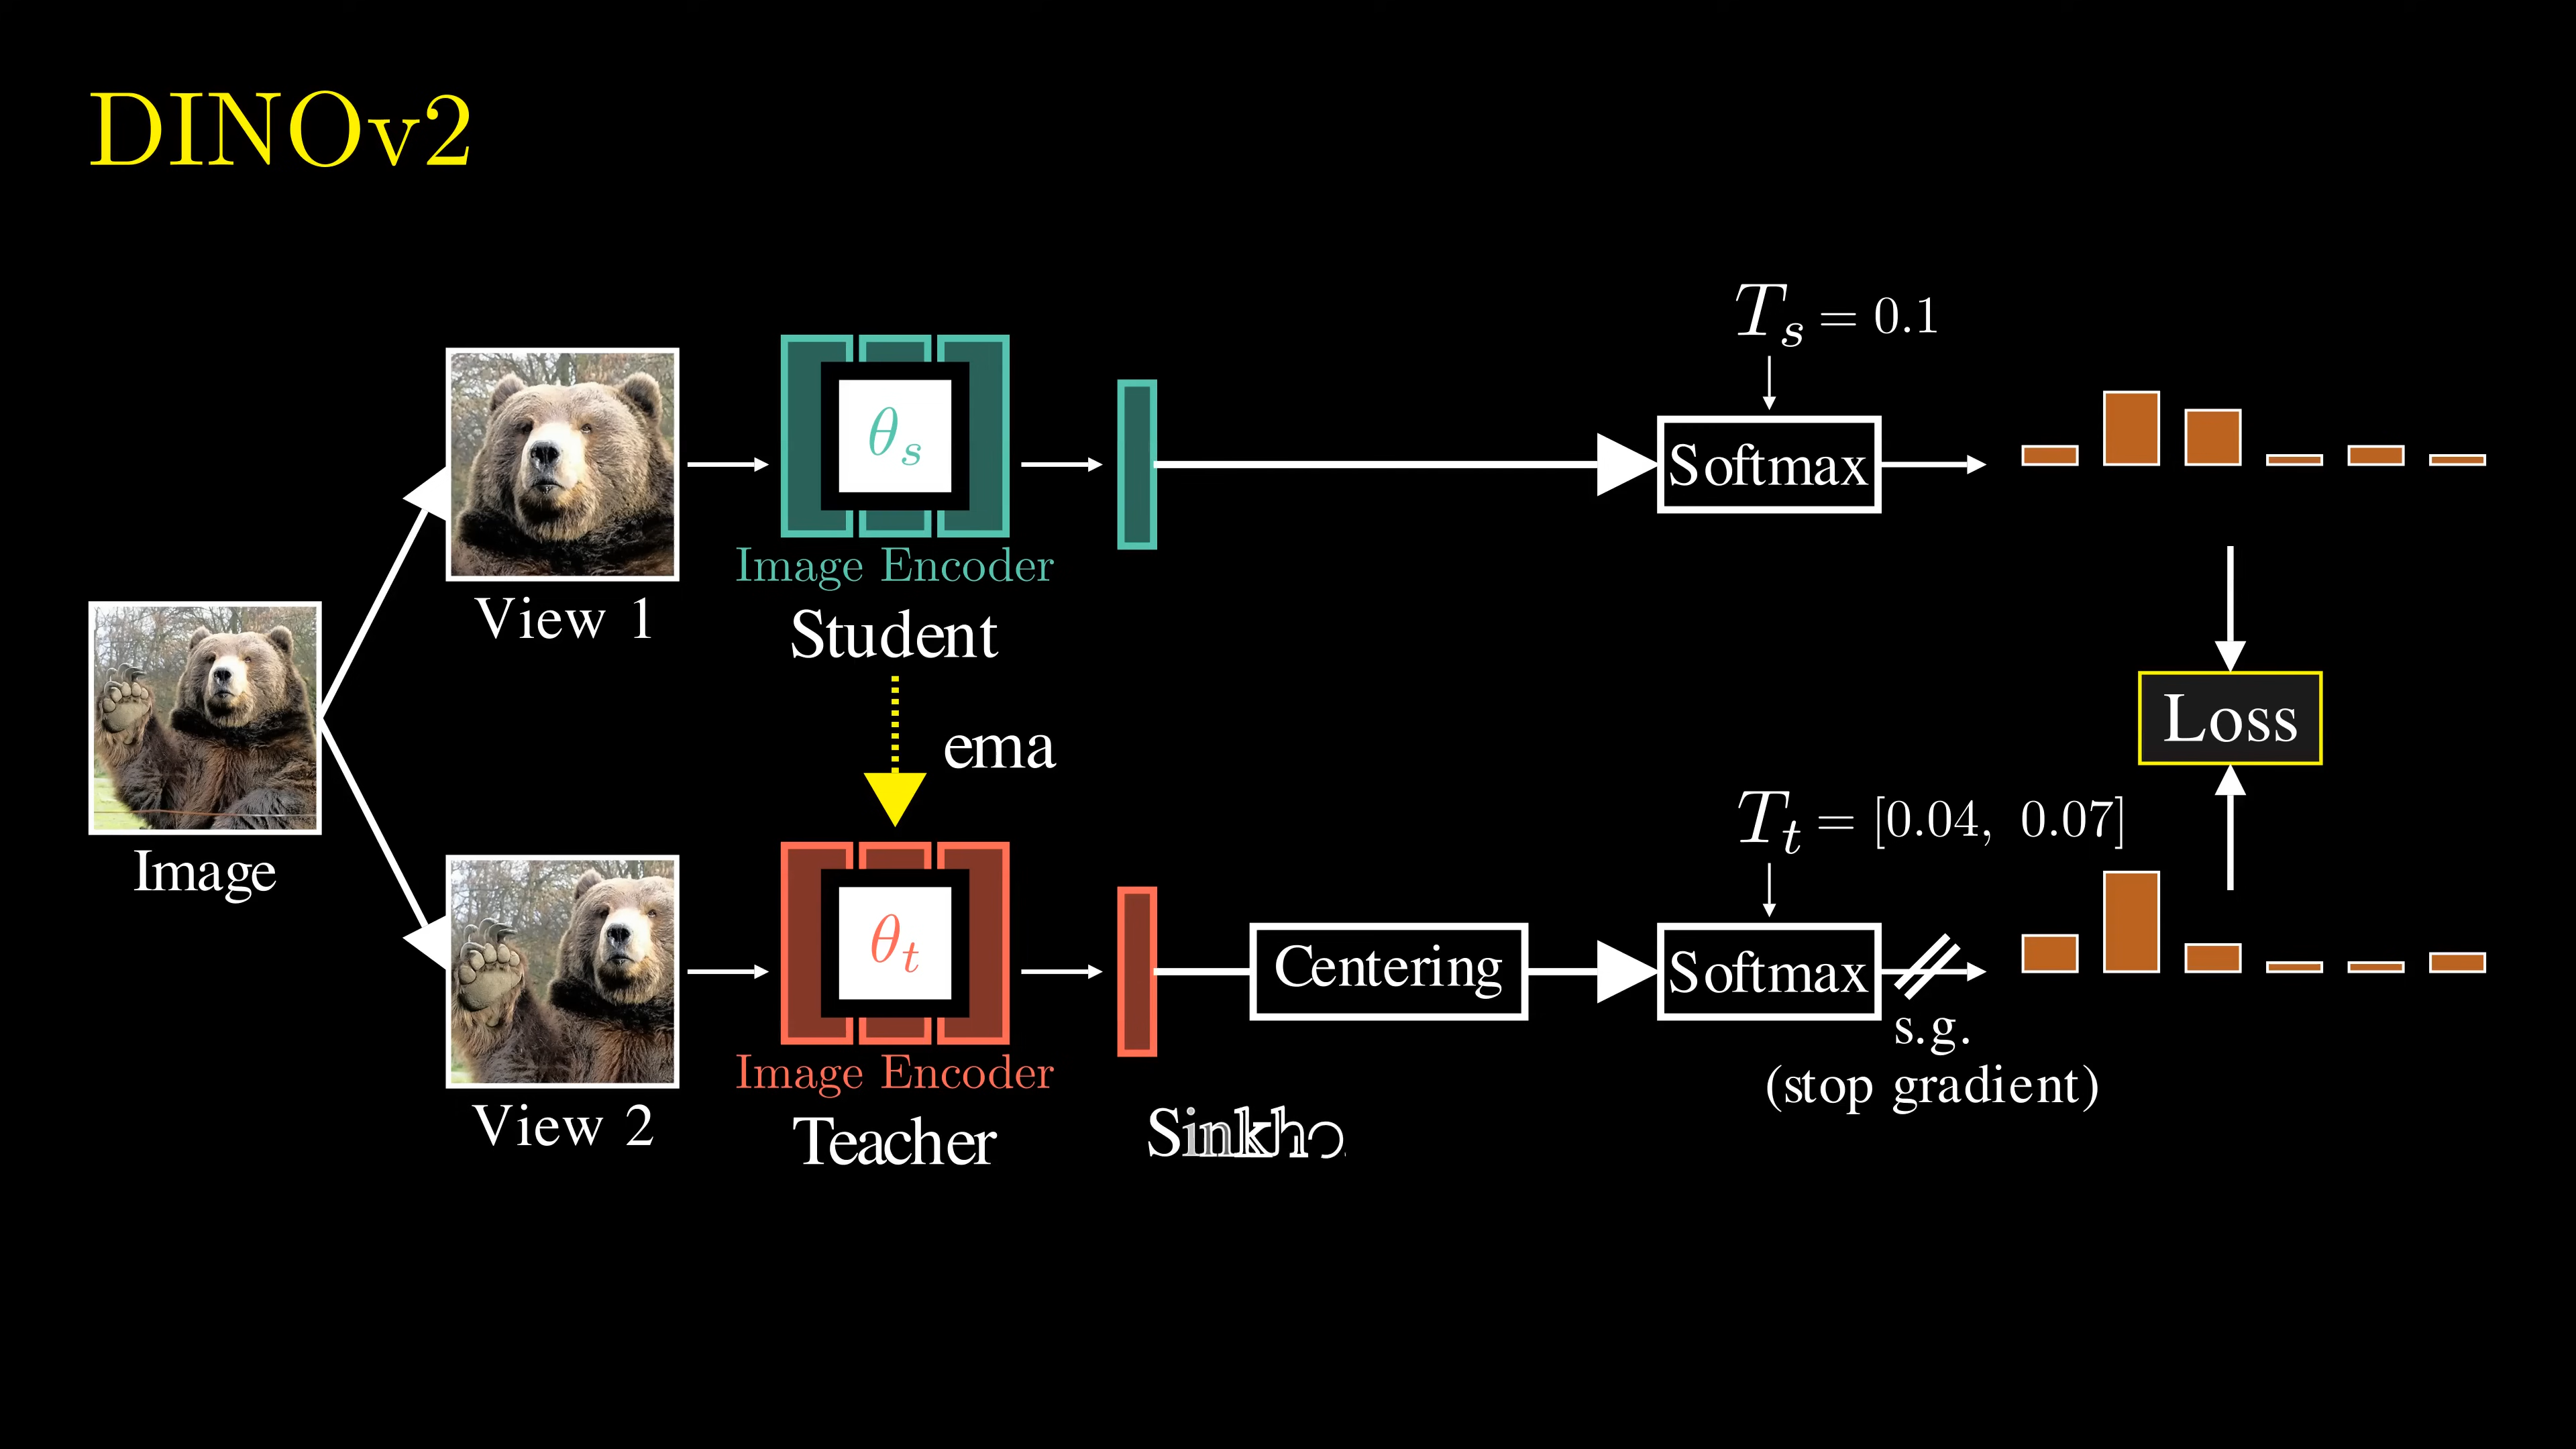 DINOv2
T_s = 0.1
θ_s
Softmax
Image Encoder
View 1
Student
Loss
ema
Image
T_t = [0.04, 0.07]
θ_t
Centering
Softmax
s.g.
Image Encoder
(stop gradient)
View 2
Teacher
Sinkho